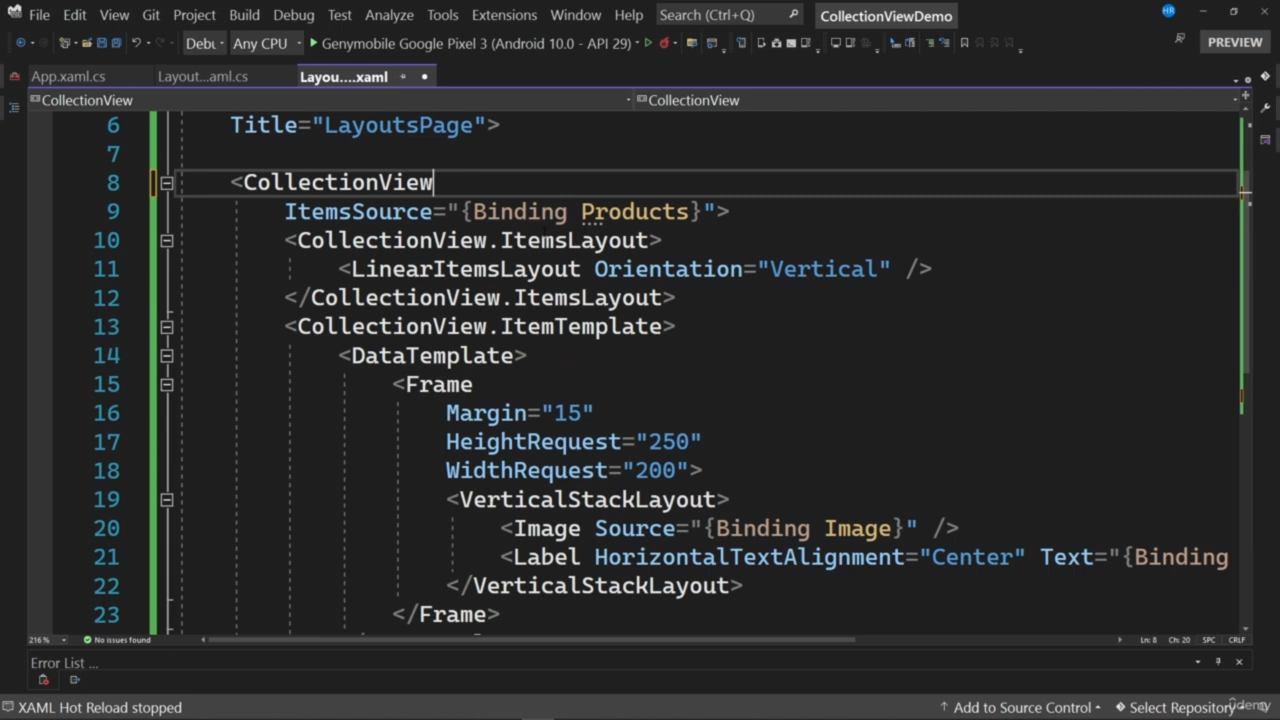 File Edit View Git Project Build Debug Test Analyze Tools Extensions Window Help Search (Ctrl+Q) CollectionViewDemo HR
Debu Any CPU Genymobile Google Pixel 3 (Android 10.0 - API 29) PREVIEW
App.xaml.cs Layout...aml.cs Layou....xaml
CollectionView CollectionView
6 Title="LayoutsPage">
7
8 <CollectionView
9 ItemsSource="{Binding Products}">
10 <CollectionView.ItemsLayout>
11 <LinearItemsLayout Orientation="Vertical" />
12 </CollectionView.ItemsLayout>
13 <CollectionView.ItemTemplate>
14 <DataTemplate>
15 <Frame
16 Margin="15"
17 HeightRequest="250"
18 WidthRequest="200">
19 <VerticalStackLayout>
20 <Image Source="{Binding Image}" />
21 <Label HorizontalTextAlignment="Center" Text="{Binding
22 </VerticalStackLayout>
23 </Frame>
216 % No issues found Ln: 8 Ch: 20 SPC CRLF
Error List ...
XAML Hot Reload stopped Add to Source Control Select Repository
Udemy